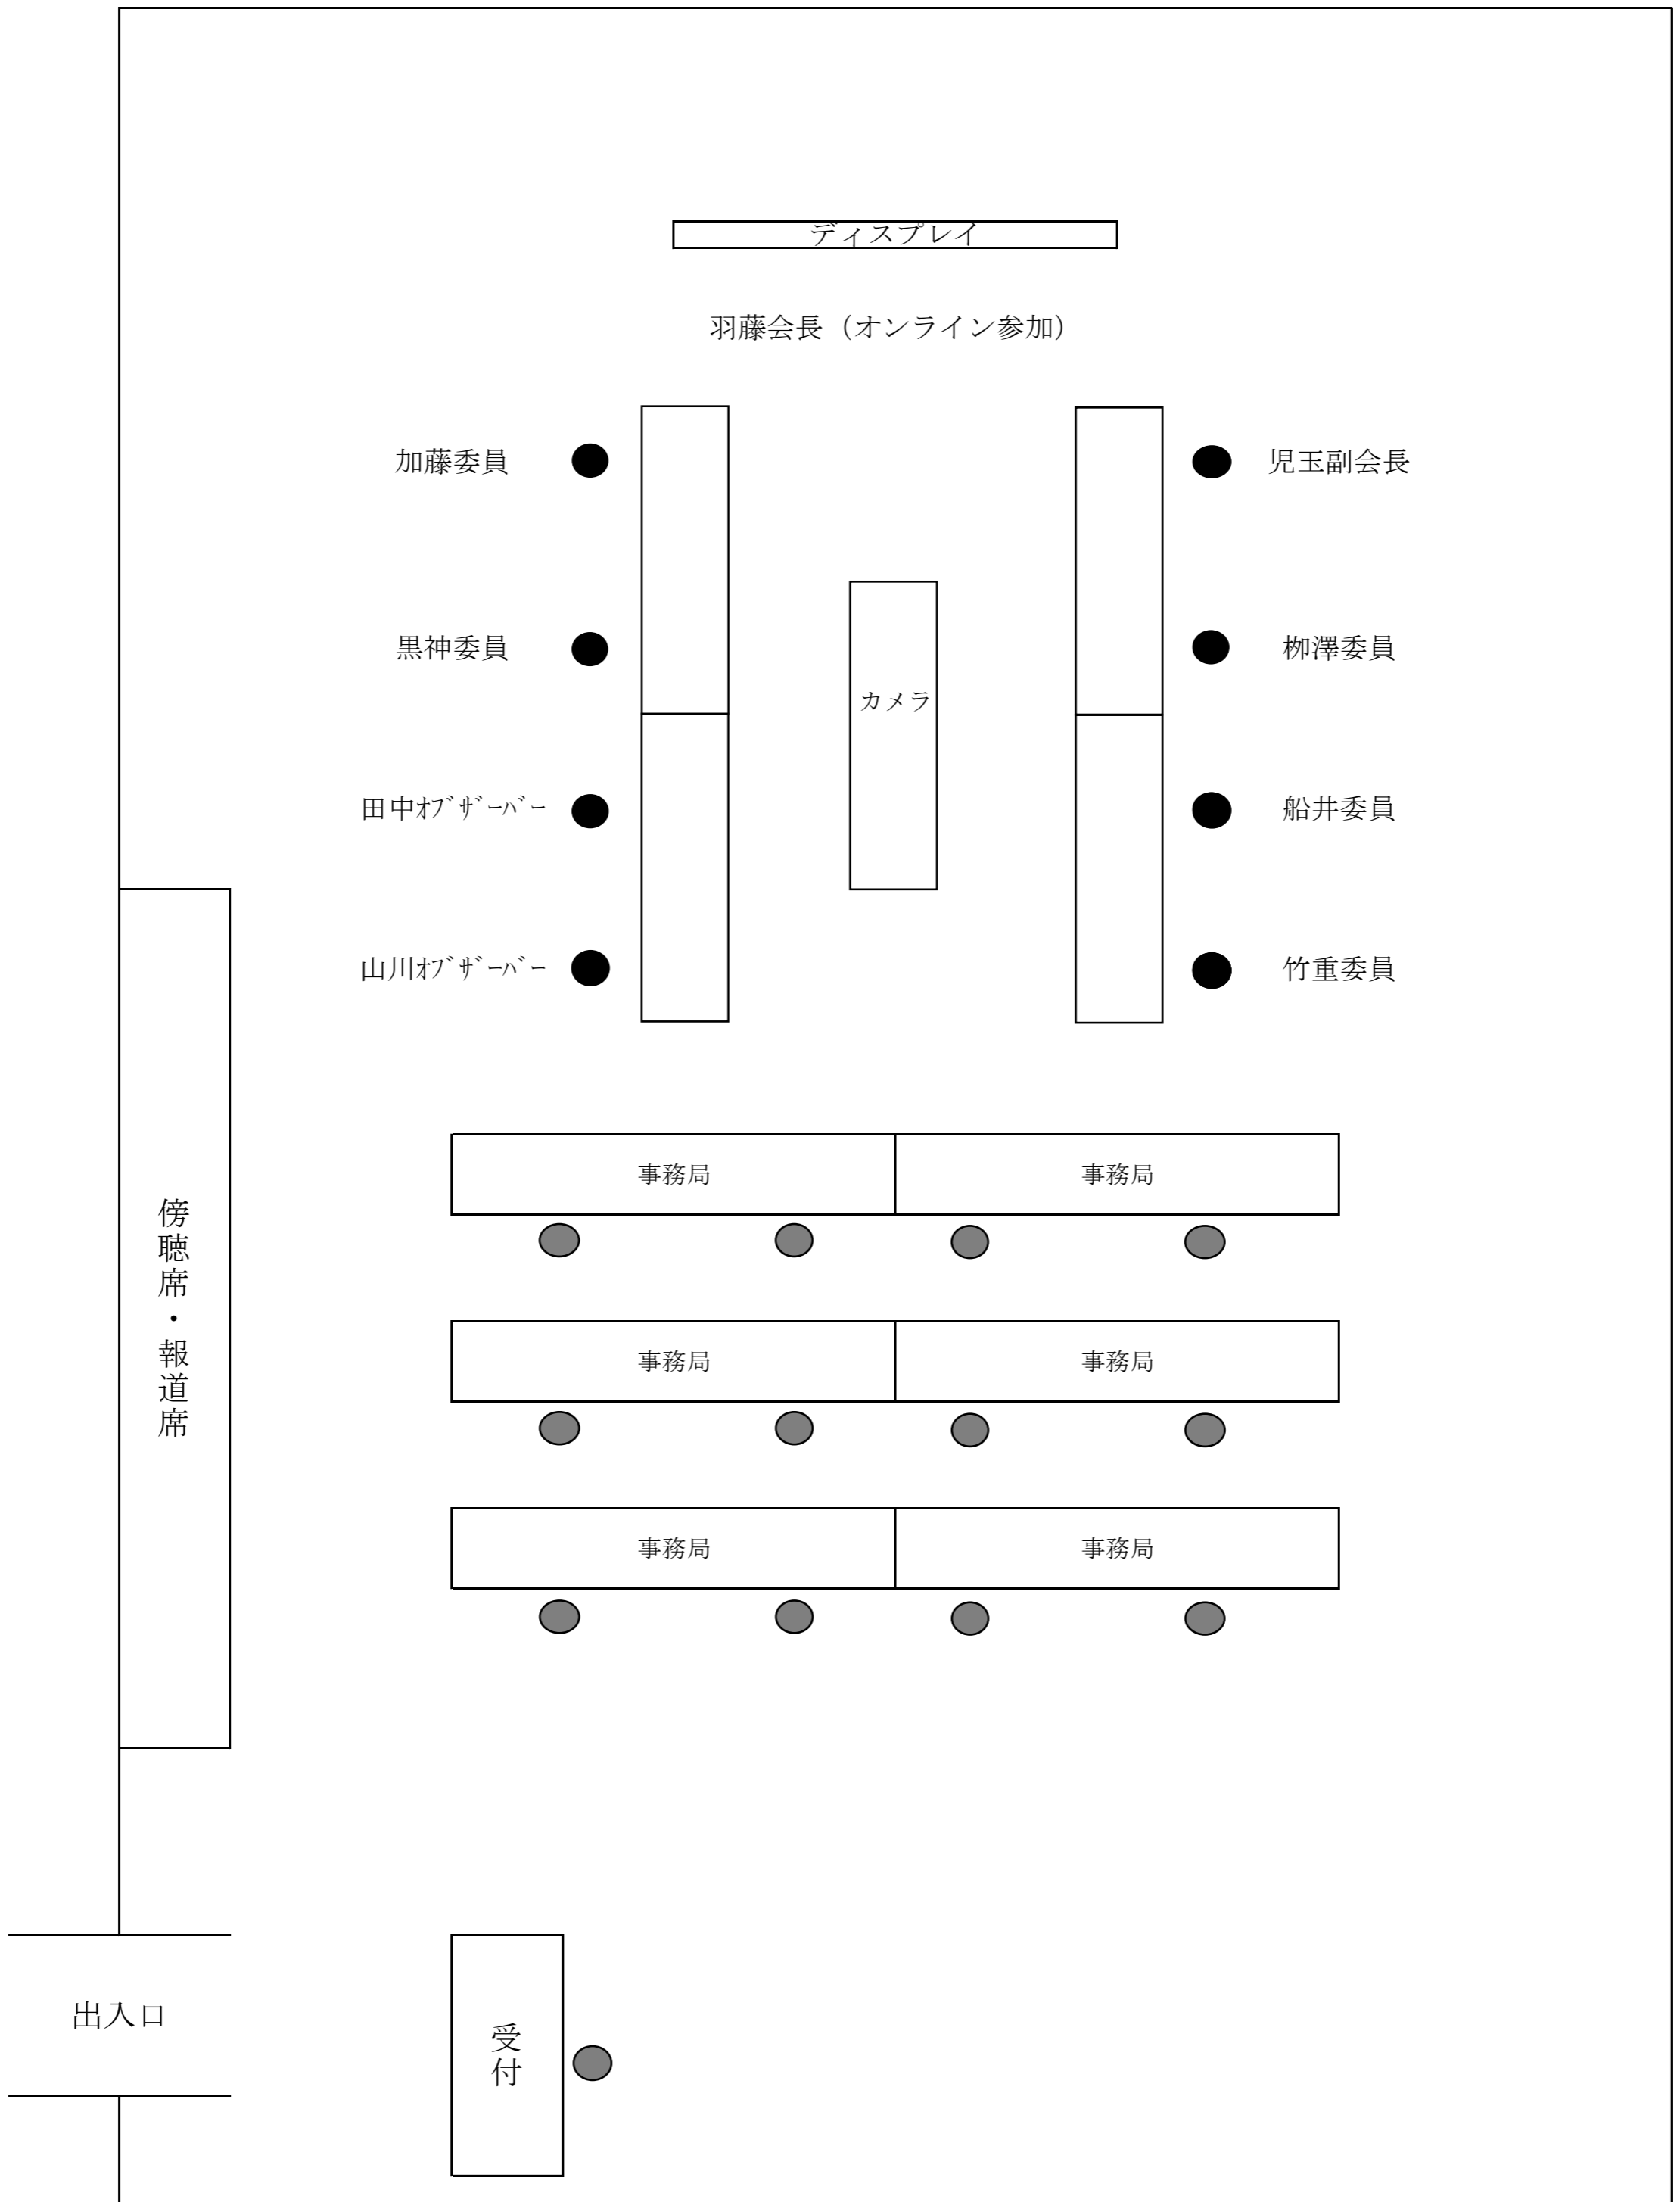 ディスプレイ
羽藤会長（オンライン参加）
加藤委員
児玉副会長
黒神委員
栁澤委員
カメラ
田中ｵﾌﾞｻﾞｰﾊﾞｰ
船井委員
山川ｵﾌﾞｻﾞｰﾊﾞｰ
竹重委員
傍聴席・報道席
事務局
事務局
事務局
事務局
事務局
事務局
出入口
受付